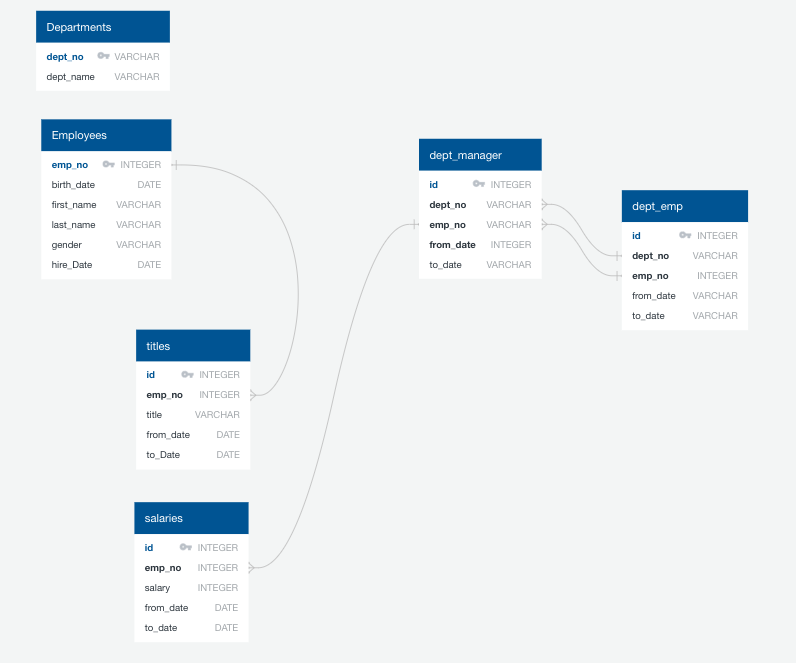 Departments
dept_no VARCHAR
dept_name VARCHAR
Employees
emp_no INTEGER
birth_date DATE
first_name VARCHAR
last_name VARCHAR
gender VARCHAR
hire_Date DATE
dept_manager
id INTEGER
dept_no VARCHAR
emp_no VARCHAR
from_date INTEGER
to_date VARCHAR
dept_emp
id INTEGER
dept_no VARCHAR
emp_no INTEGER
from_date VARCHAR
to_date VARCHAR
titles
id INTEGER
emp_no INTEGER
title VARCHAR
from_date DATE
to_Date DATE
salaries
id INTEGER
emp_no INTEGER
salary INTEGER
from_date DATE
to_date DATE